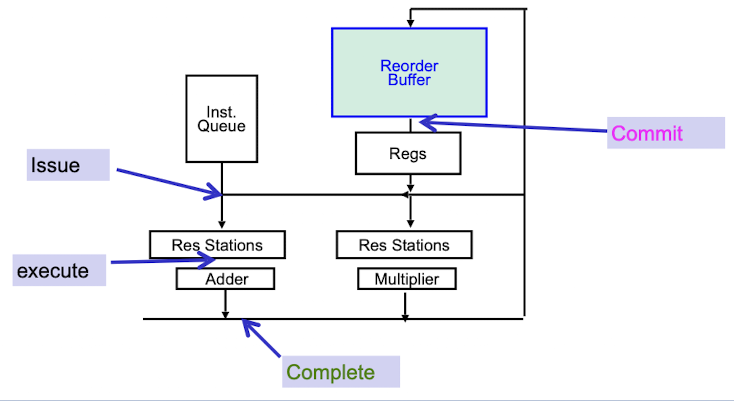 Reorder
Buffer
Inst.
Queue
Commit
Regs
Issue
Res Stations
Res Stations
execute
Adder
Multiplier
Complete